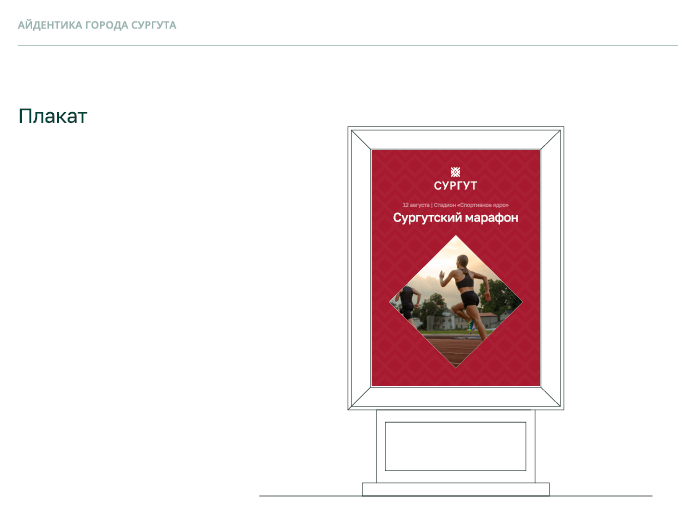 АЙДЕНТИКА ГОРОДА СУРГУТА
Плакат
СУРГУТ
12 августа | Стадион «Спортивное ядро»
Сургутский марафон